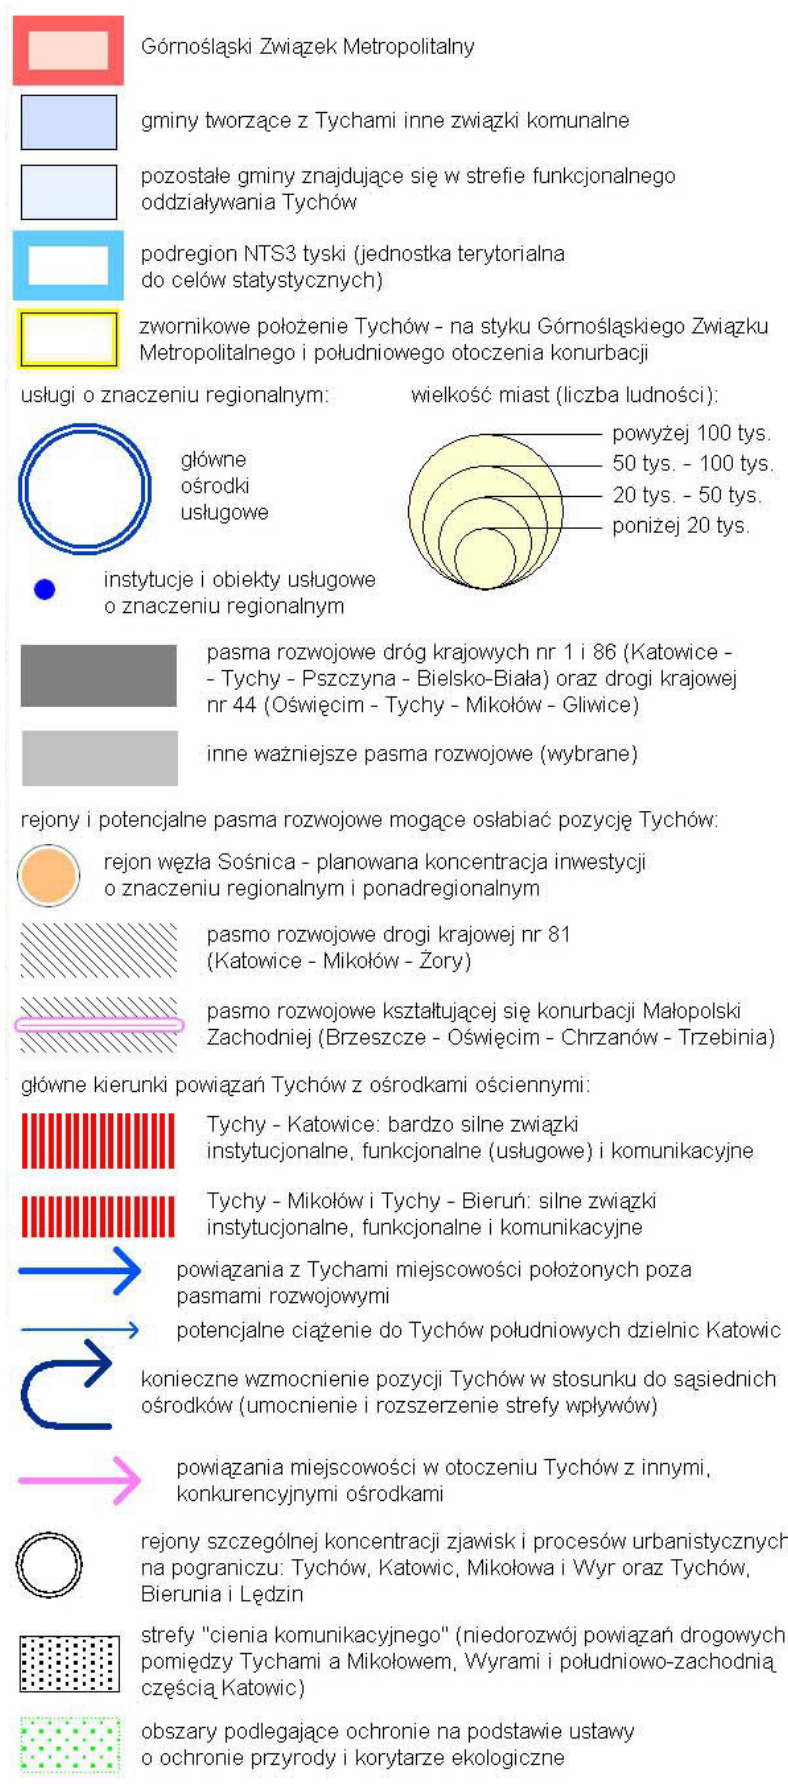 Górnośląski Związek Metropolitalny
gminy tworzące z Tychami inne związki komunalne
pozostałe gminy znajdujące się w strefie funkcjonalnego
oddziaływania Tychów
podregion NTS3 tyski (jednostka terytorialna
do celów statystycznych)
zwornikowe położenie Tychów - na styku Górnośląskiego Związku
Metropolitalnego i południowego otoczenia konurbacji
usługi o znaczeniu regionalnym:
główne
ośrodki
usługowe
instytucje i obiekty usługowe
o znaczeniu regionalnym
wielkość miast (liczba ludności):
powyżej 100 tys.
50 tys. - 100 tys.
20 tys. - 50 tys.
poniżej 20 tys.
pasma rozwojowe dróg krajowych nr 1 i 86 (Katowice -
- Tychy - Pszczyna - Bielsko-Biała) oraz drogi krajowej
nr 44 (Oświęcim - Tychy - Mikołów - Gliwice)
inne ważniejsze pasma rozwojowe (wybrane)
rejony i potencjalne pasma rozwojowe mogące osłabiać pozycję Tychów:
rejon węzła Sośnica - planowana koncentracja inwestycji
o znaczeniu regionalnym i ponadregionalnym
pasmo rozwojowe drogi krajowej nr 81
(Katowice - Mikołów - Żory)
pasmo rozwojowe kształtującej się konurbacji Małopolski
Zachodniej (Brzeszcze - Oświęcim - Chrzanów - Trzebinia)
główne kierunki powiązań Tychów z ośrodkami ościennymi:
Tychy - Katowice: bardzo silne związki
instytucjonalne, funkcjonalne (usługowe) i komunikacyjne
Tychy - Mikołów i Tychy - Bieruń: silne związki
instytucjonalne, funkcjonalne i komunikacyjne
powiązania z Tychami miejscowości położonych poza
pasmami rozwojowymi
potencjalne ciążenie do Tychów południowych dzielnic Katowic
konieczne wzmocnienie pozycji Tychów w stosunku do sąsiednich
ośrodków (umocnienie i rozszerzenie strefy wpływów)
powiązania miejscowości w otoczeniu Tychów z innymi,
konkurencyjnymi ośrodkami
rejony szczególnej koncentracji zjawisk i procesów urbanistycznych
na pograniczu: Tychów, Katowic, Mikołowa i Wyr oraz Tychów,
Bierunia i Lędzin
strefy "cienia komunikacyjnego" (niedorozwój powiązań drogowych
pomiędzy Tychami a Mikołowem, Wyrami i południowo-zachodnią
częścią Katowic)
obszary podlegające ochronie na podstawie ustawy
o ochronie przyrody i korytarze ekologiczne